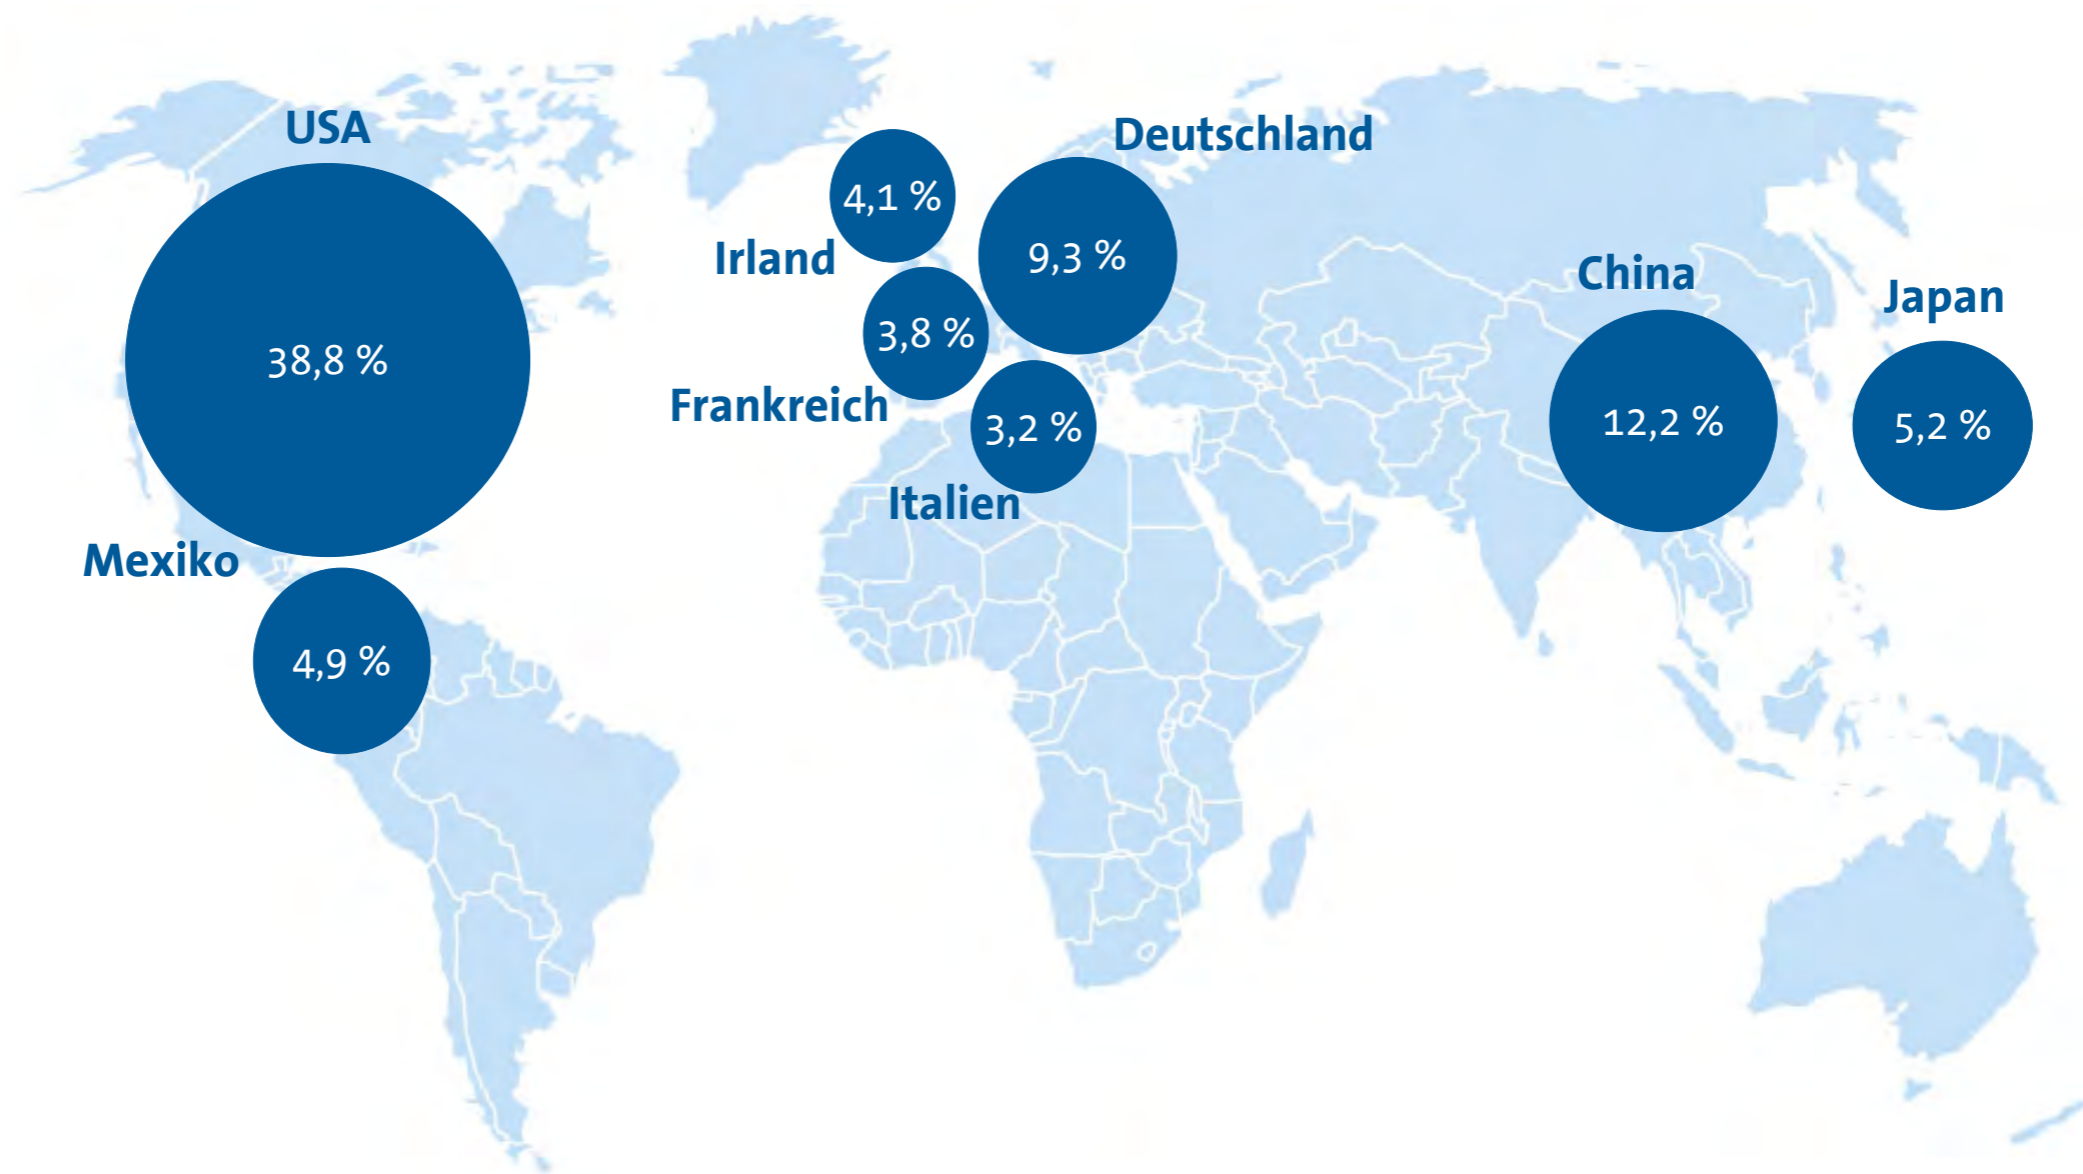 USA
38,8 %
Mexiko
4,9 %
Irland
4,1 %
Deutschland
9,3 %
Frankreich
3,8 %
Italien
3,2 %
China
12,2 %
Japan
5,2 %